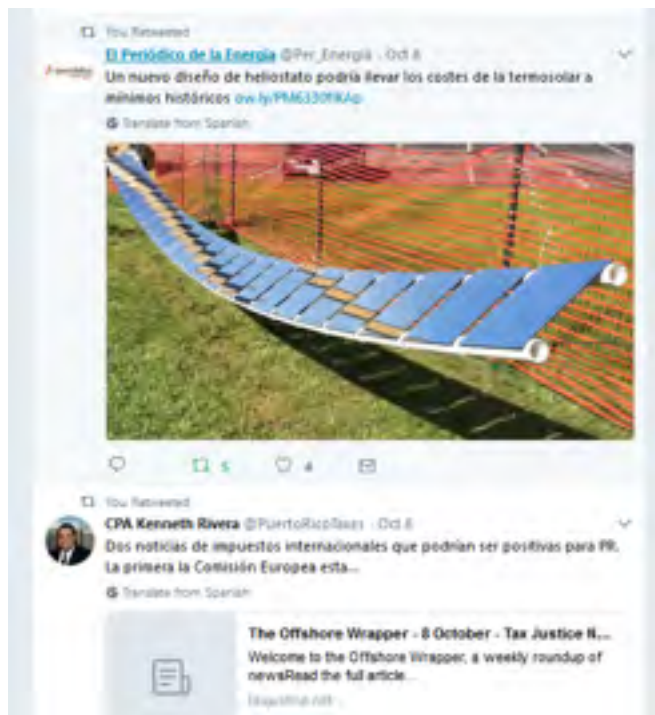 You Retweeted
El Periódico de la Energía @Per_Energia · Oct 8
Un nuevo diseño de heliostato podría llevar los costes de la termosolar a
mínimos históricos
Translate from Spanish
5 4
You Retweeted
CPA Kenneth Rivera @PuertoRicoTaxes · Oct 8
Dos noticias de impuestos internacionales que podrían ser positivas para PR.
La primera la Comisión Europea esta...
Translate from Spanish
The Offshore Wrapper - 8 October - Tax Justice N...
Welcome to the Offshore Wrapper, a weekly roundup of
newsRead the full article...